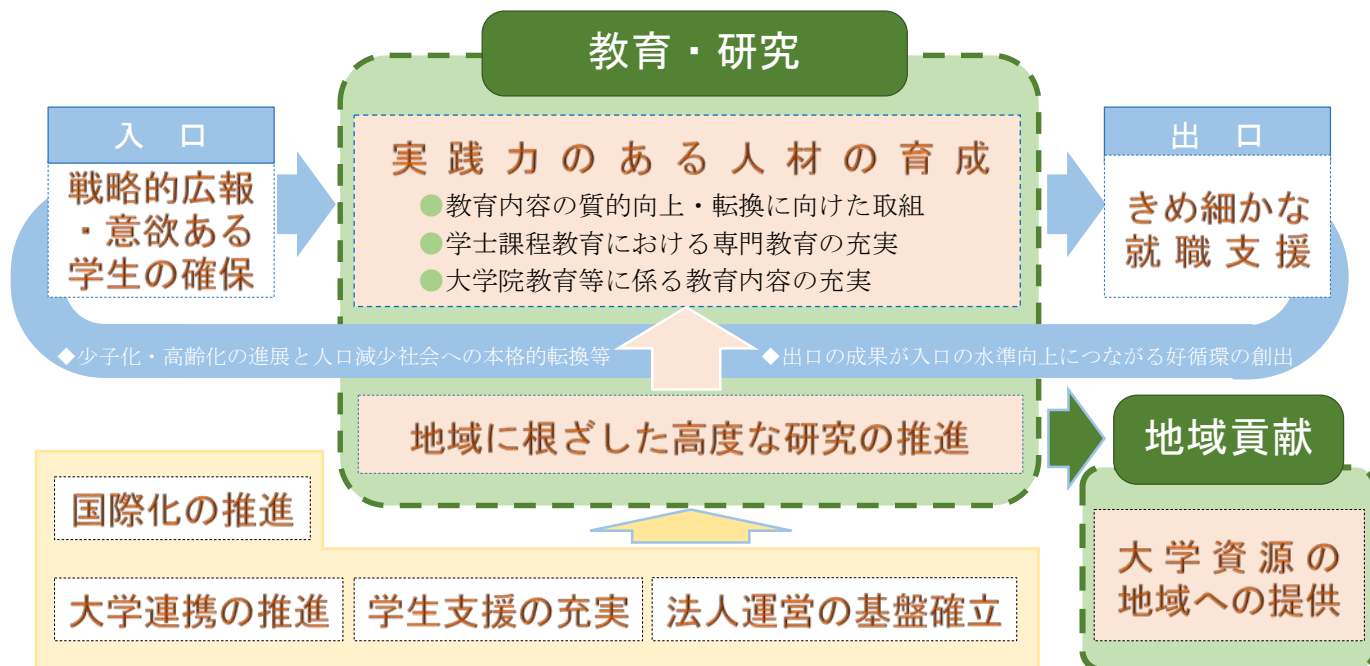 教育・研究
入 口
戦略的広報
・意欲ある
学生の確保
実践力のある人材の育成
●教育内容の質的向上・転換に向けた取組
●学士課程教育における専門教育の充実
●大学院教育等に係る教育内容の充実
出 口
きめ細かな
就職支援
◆少子化・高齢化の進展と人口減少社会への本格的転換等
◆出口の成果が入口の水準向上につながる好循環の創出
地域に根ざした高度な研究の推進
地域貢献
大学資源の
地域への提供
国際化の推進
大学連携の推進
学生支援の充実
法人運営の基盤確立